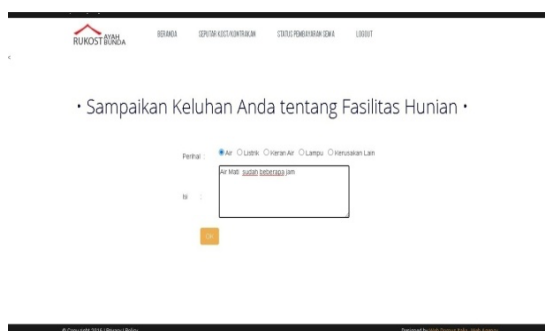 RUKOST AYAH BUNDA
BERANDA SEPUTAR KOST/KONTRAKAN STATUS PEMBAYARAN SEWA LOGOUT
• Sampaikan Keluhan Anda tentang Fasilitas Hunian •
Perihal : Air Listrik Keran Air Lampu Kerusakan Lain
Air Mati sudah beberapa jam
Isi :
OK